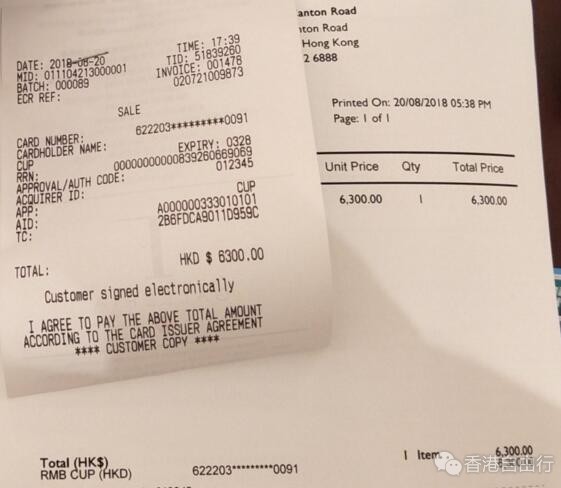 anton Road
nton Road
Hong Kong
2 6888
Printed On: 20/08/2018 05:38 PM
Page: 1 of 1
Unit Price Qty Total Price
6,300.00 1 6,300.00
DATE: 2018-08-20 TIME: 17:39
MID: 011104213000001 TID: 51839260
BATCH: 000089 INVOICE: 001478
ECR REF: 020721009873
SALE
CARD NUMBER: 622203*********0091
CARDHOLDER NAME:
CUP EXPIRY: 0328
RRN: 00000000000839260669069
APPROVAL/AUTH CODE: 012345
ACQUIRER ID:
APP: CUP
AID: A000000333010101
TC: 2B6FDCA9011D959C
TOTAL: HKD $ 6300.00
Customer signed electronically
I AGREE TO PAY THE ABOVE TOTAL AMOUNT
ACCORDING TO THE CARD ISSUER AGREEMENT
**** CUSTOMER COPY ****
Total (HK$) 1 Item 6,300.00
RMB CUP (HKD) 622203*********0091
香港自由行